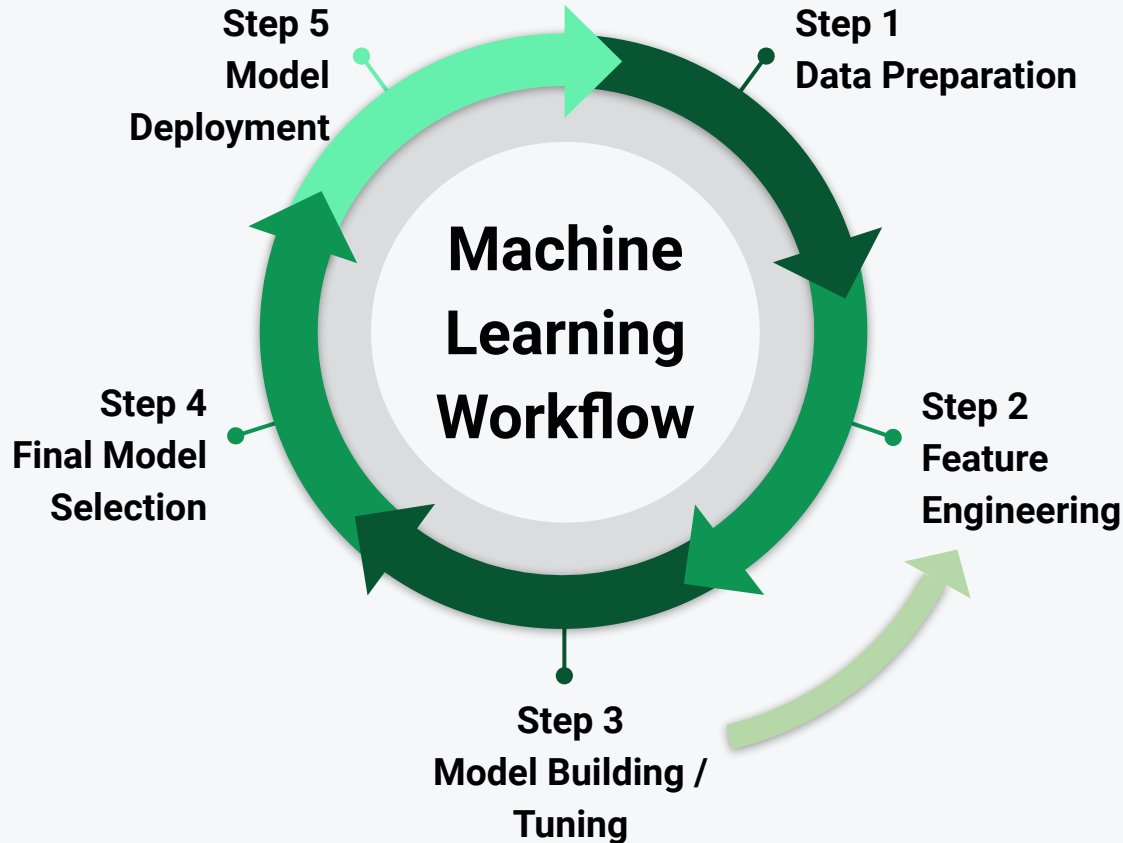 Machine
Learning
Workflow
Step 1
Data Preparation
Step 2
Feature
Engineering
Step 3
Model Building /
Tuning
Step 4
Final Model
Selection
Step 5
Model
Deployment